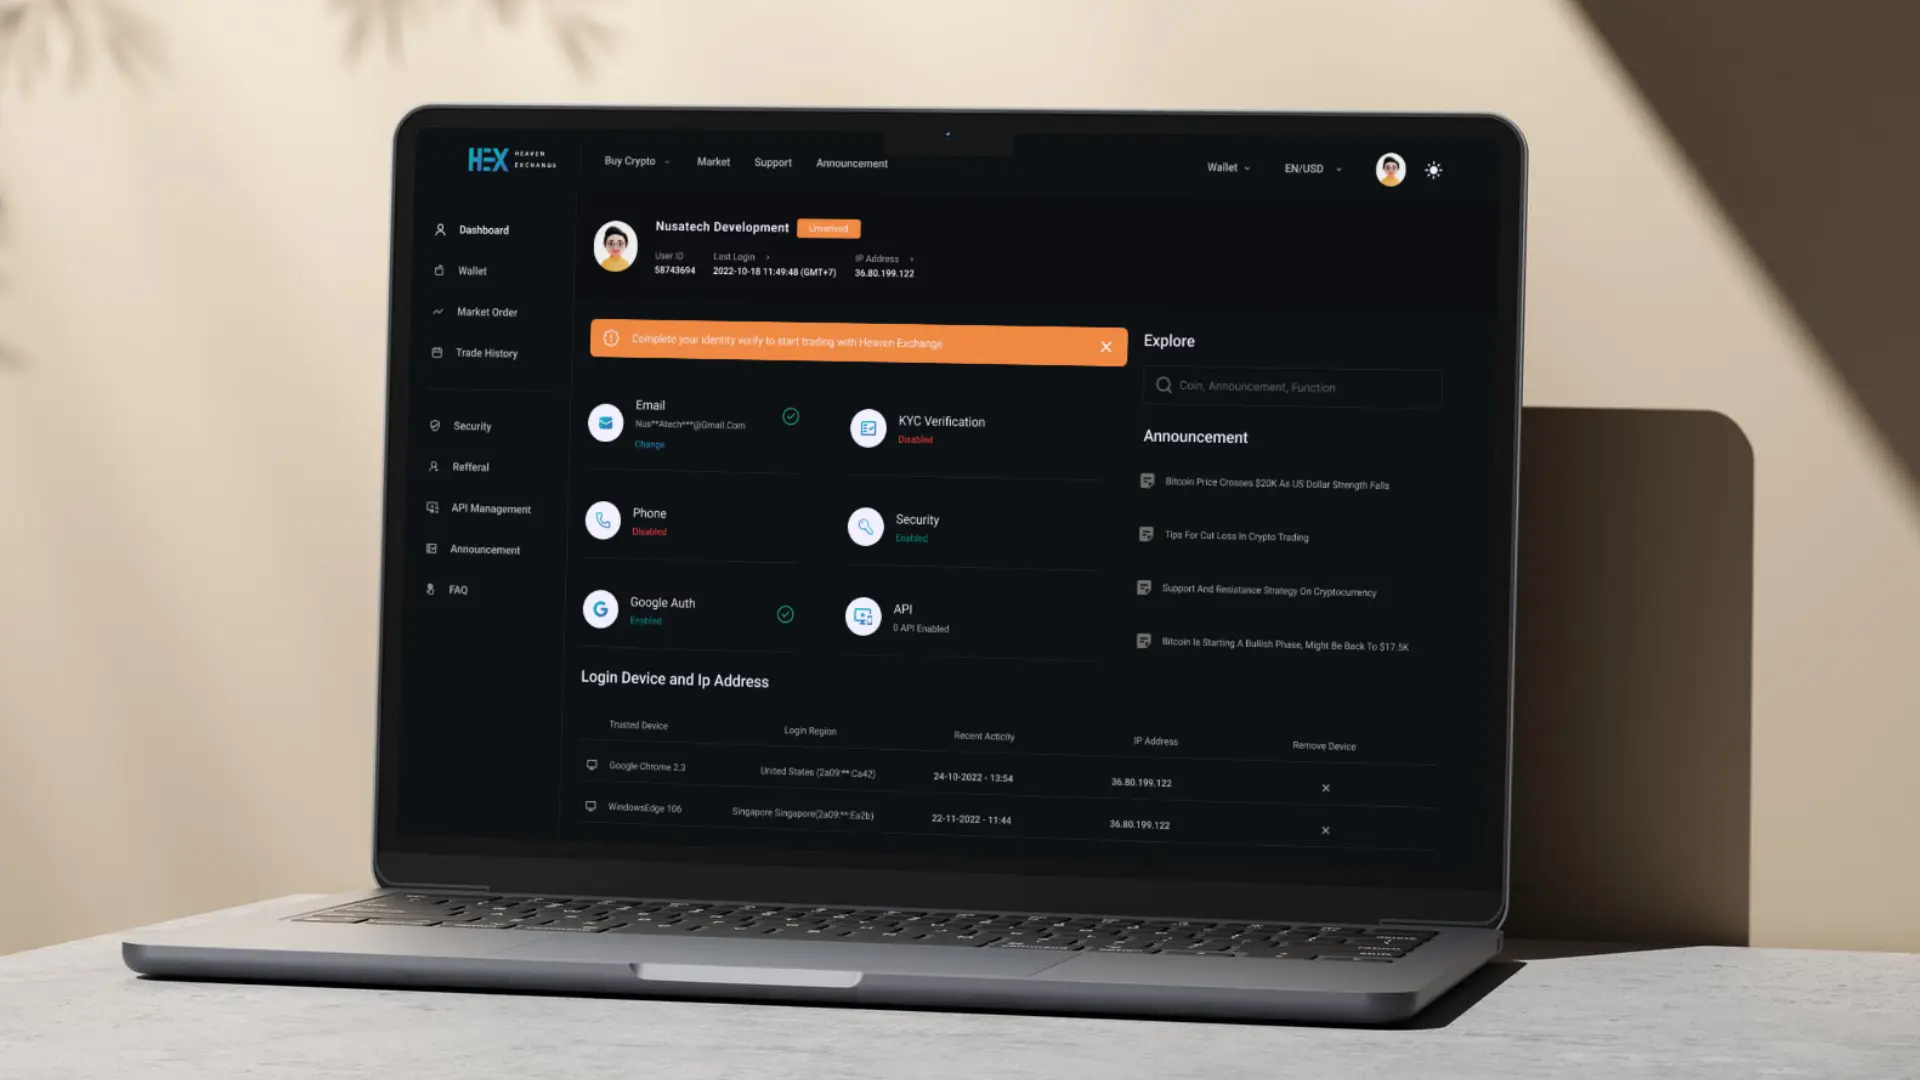 HEX HEAVEN
EXCHANGE
Buy Crypto
Market
Support
Announcement
Wallet
EN/USD
Dashboard
Wallet
Market Order
Trade History
Security
Refferal
API Management
Announcement
FAQ
Nusatech Development
User ID
58743694
Last Login
2022-10-18 11:49:48 (GMT+7)
IP Address
36.80.199.122
Complete your identity verify to start trading with Heaven Exchange
Email
Nus**Atech***@Gmail.Com
Change
KYC Verification
Disabled
Phone
Disabled
Security
Enabled
Google Auth
Enabled
API
0 API Enabled
Explore
Coin, Announcement, Function
Announcement
Bitcoin Price Crosses $20K As US Dollar Strength Falls
Tips For Cut Loss In Crypto Trading
Support And Resistance Strategy On Cryptocurrency
Bitcoin Is Starting A Bullish Phase, Might Be Back To $17.5K
Login Device and Ip Address
Trusted Device Login Region Recent Acticity IP Address Remove Device
Google Chrome 2.3 United States (2a09:**:Ca42) 24-10-2022 - 13:54 36.80.199.122
WindowsEdge 106 Singapore Singapore(2a09:**:Ea2b) 22-11-2022 - 11:44 36.80.199.122